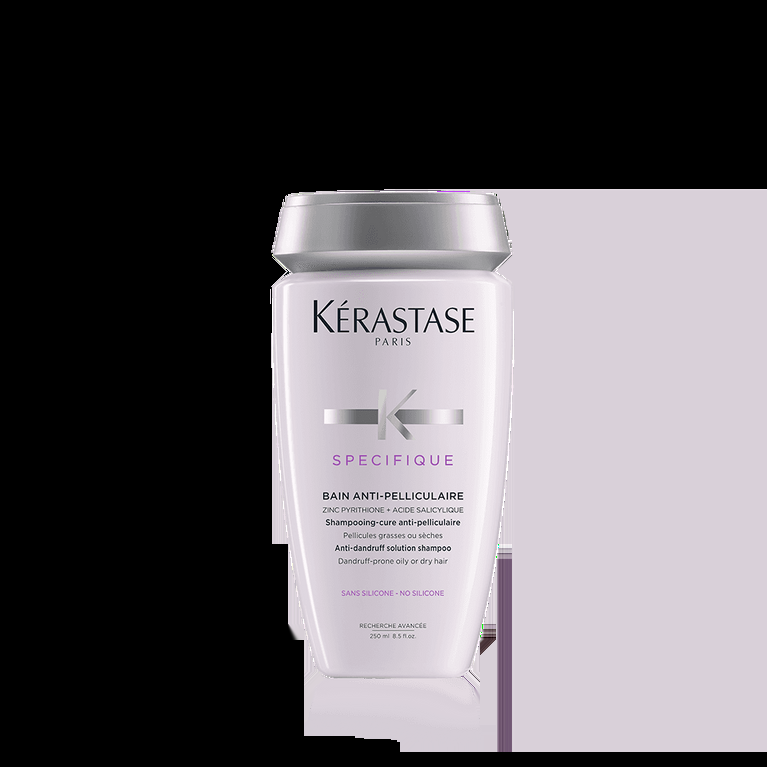 KÉRASTASE
PARIS
K
SPECIFIQUE
BAIN ANTI-PELLICULAIRE
ZINC PYRITHIONE + ACIDE SALICYLIQUE
Shampooing-cure anti-pelliculaire
Pellicules grasses ou sèches
Anti-dandruff solution shampoo
Dandruff-prone oily or dry hair
SANS SILICONE - NO SILICONE
RECHERCHE AVANCÉE
250 ml 8.5 fl.oz.